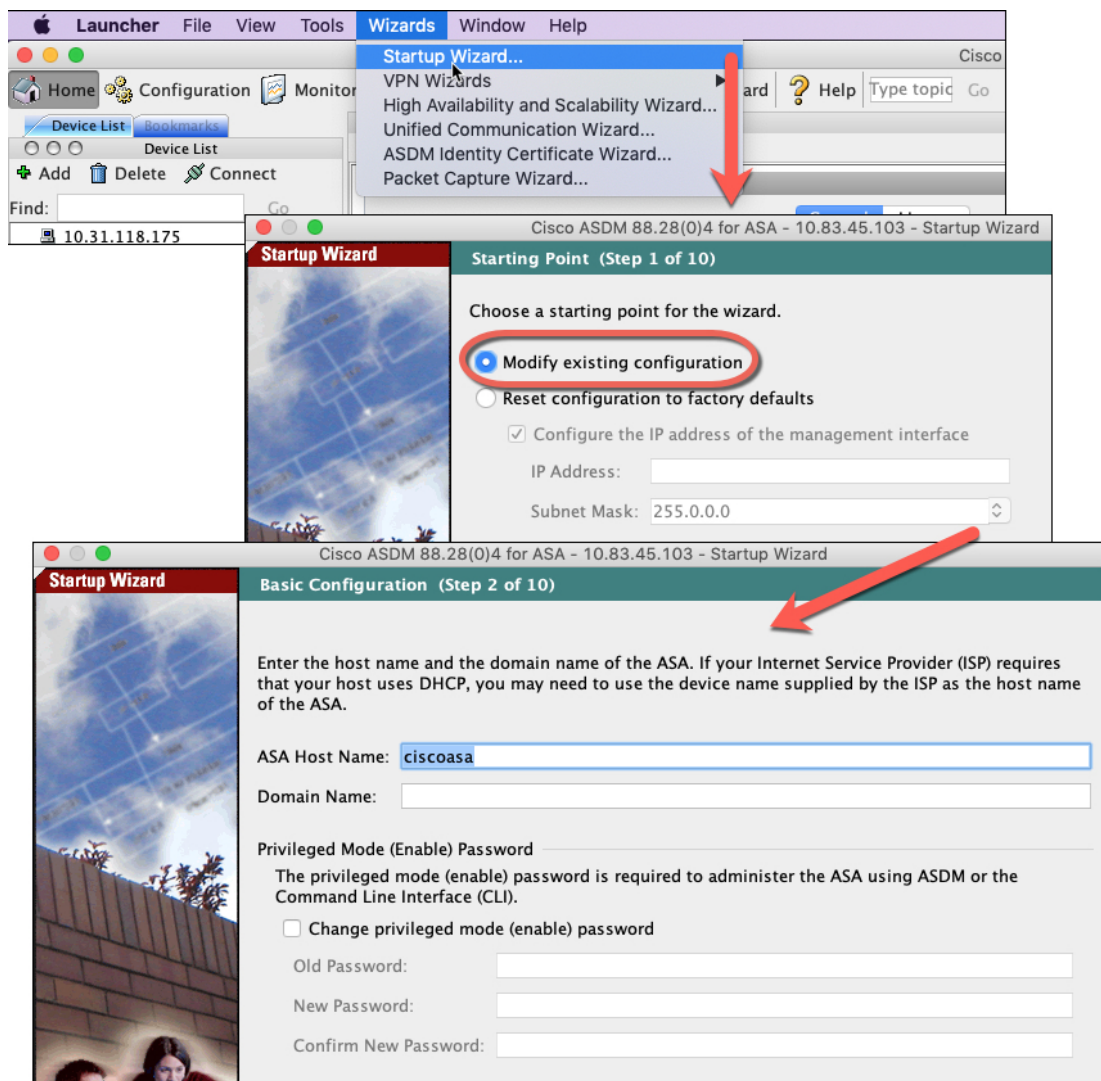 Launcher File View Tools Wizards Window Help
Startup Wizard...
VPN Wizards
High Availability and Scalability Wizard...
Unified Communication Wizard...
ASDM Identity Certificate Wizard...
Packet Capture Wizard...
Cisco
Home Configuration Monitor ard Help Type topic Go
Device List Bookmarks
Device List
Add Delete Connect
Find: Go
10.31.118.175
Cisco ASDM 88.28(0)4 for ASA - 10.83.45.103 - Startup Wizard
Startup Wizard
Starting Point (Step 1 of 10)
Choose a starting point for the wizard.
Modify existing configuration
Reset configuration to factory defaults
Configure the IP address of the management interface
IP Address:
Subnet Mask: 255.0.0.0
Cisco ASDM 88.28(0)4 for ASA - 10.83.45.103 - Startup Wizard
Startup Wizard
Basic Configuration (Step 2 of 10)
Enter the host name and the domain name of the ASA. If your Internet Service Provider (ISP) requires
that your host uses DHCP, you may need to use the device name supplied by the ISP as the host name
of the ASA.
ASA Host Name: ciscoasa
Domain Name:
Privileged Mode (Enable) Password
The privileged mode (enable) password is required to administer the ASA using ASDM or the
Command Line Interface (CLI).
Change privileged mode (enable) password
Old Password:
New Password:
Confirm New Password: